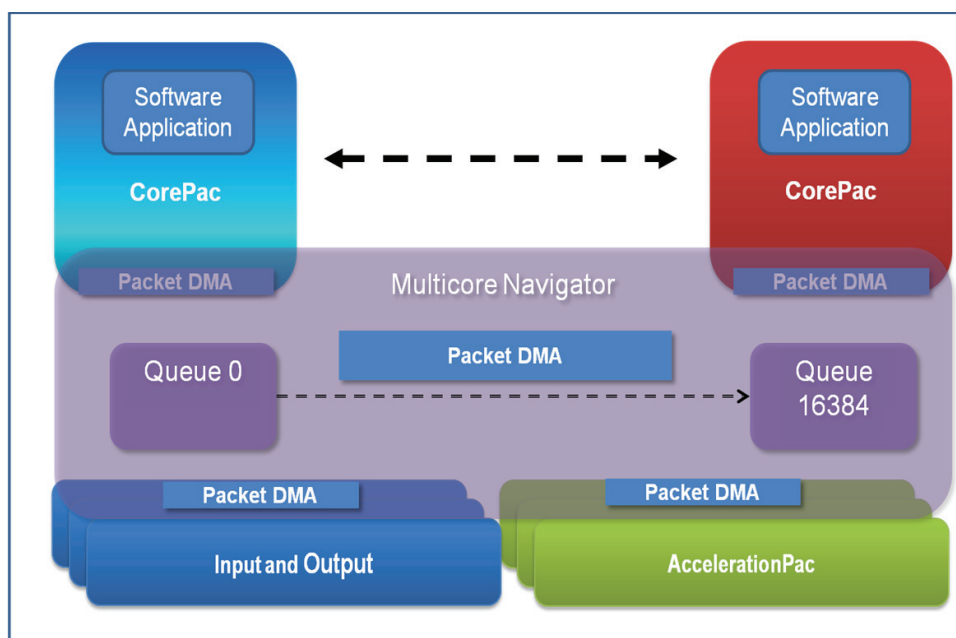 Software
Application
CorePac
Software
Application
CorePac
Packet DMA
Multicore Navigator
Packet DMA
Queue 0
Packet DMA
Queue
16384
Packet DMA
Input and Output
Packet DMA
AccelerationPac